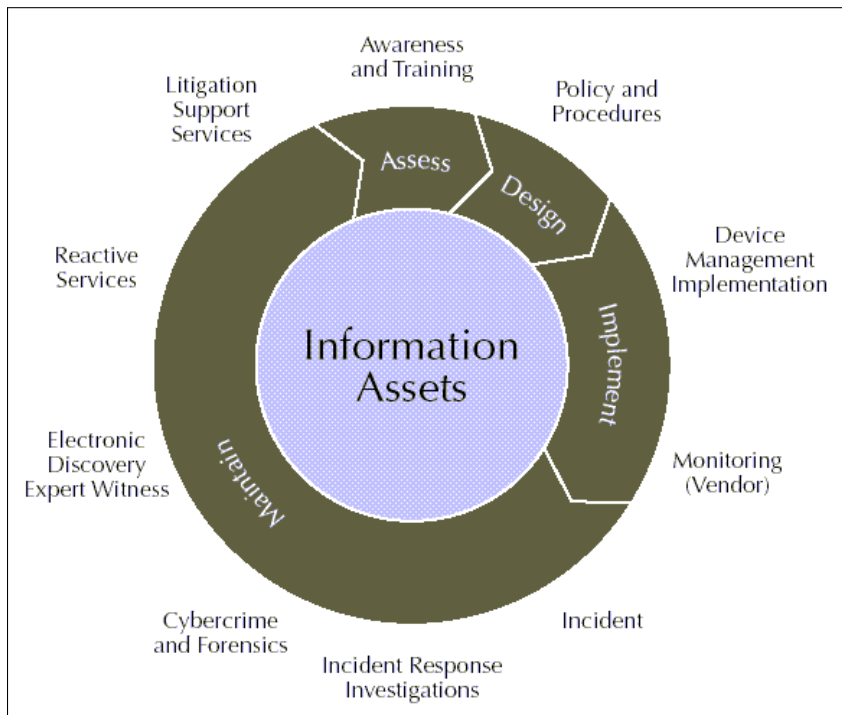 Awareness
and Training
Policy and
Procedures
Device
Management
Implementation
Monitoring
(Vendor)
Incident
Incident Response
Investigations
Cybercrime
and Forensics
Electronic
Discovery
Expert Witness
Reactive
Services
Litigation
Support
Services
Assess
Design
Implement
Maintain
Information
Assets